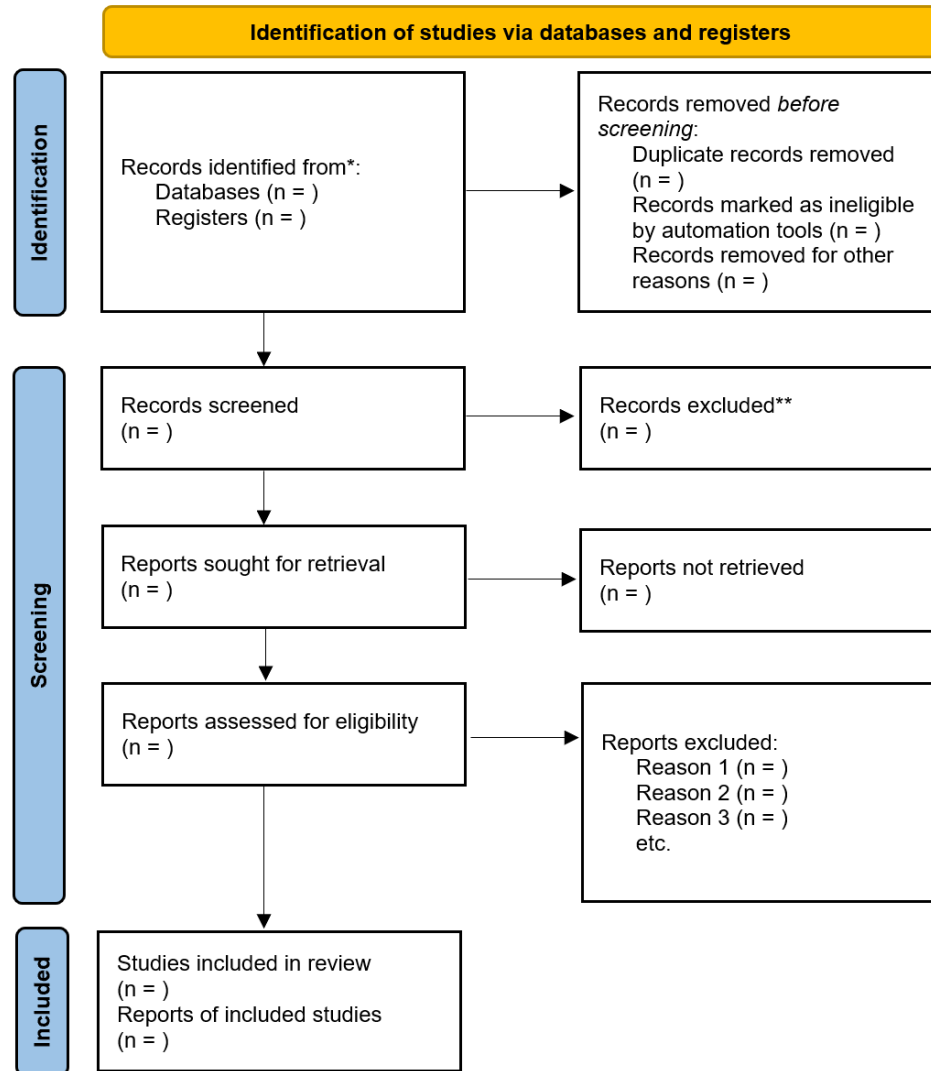 Identification of studies via databases and registers
Identification
Records identified from*:
Databases (n = )
Registers (n = )
Records removed before
screening:
Duplicate records removed
(n = )
Records marked as ineligible
by automation tools (n = )
Records removed for other
reasons (n = )
Screening
Records screened
(n = )
Records excluded**
(n = )
Reports sought for retrieval
(n = )
Reports not retrieved
(n = )
Reports assessed for eligibility
(n = )
Reports excluded:
Reason 1 (n = )
Reason 2 (n = )
Reason 3 (n = )
etc.
Included
Studies included in review
(n = )
Reports of included studies
(n = )